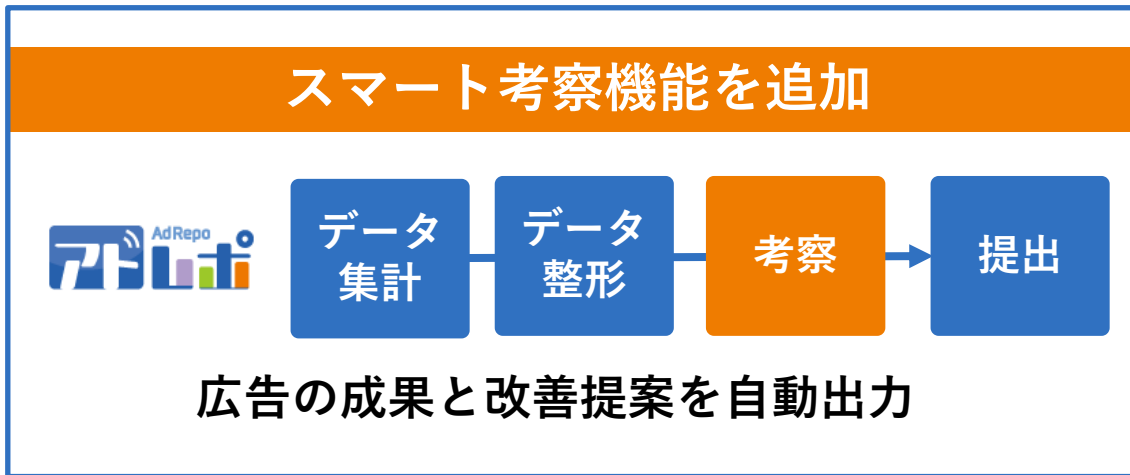 スマート考察機能を追加
Ad Repo
アドレポ
データ
集計
データ
整形
考察
提出
広告の成果と改善提案を自動出力